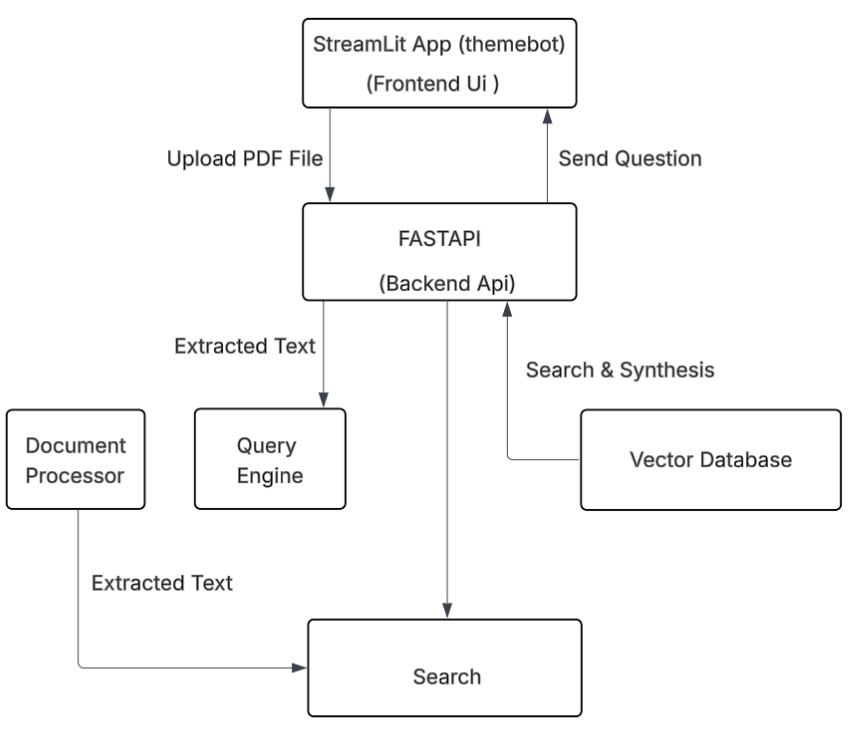 StreamLit App (themebot)
(Frontend Ui )
Upload PDF File
Send Question
FASTAPI
(Backend Api)
Extracted Text
Search & Synthesis
Document
Processor
Query
Engine
Vector Database
Extracted Text
Search